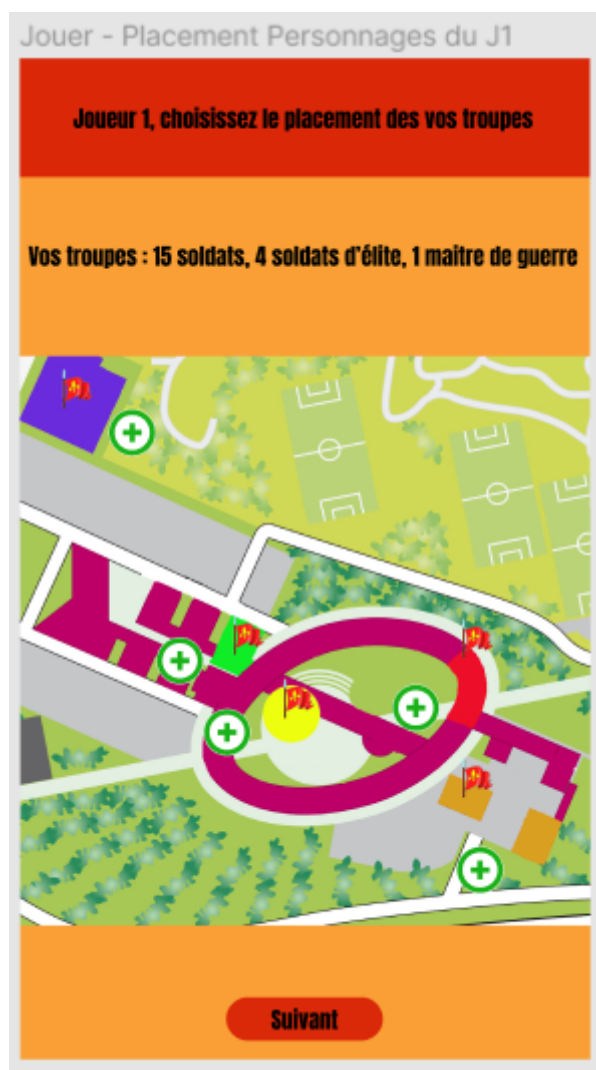 Jouer - Placement Personnages du J1
Joueur 1, choisissez le placement des vos troupes
Vos troupes : 15 soldats, 4 soldats d'élite, 1 maître de guerre
Suivant